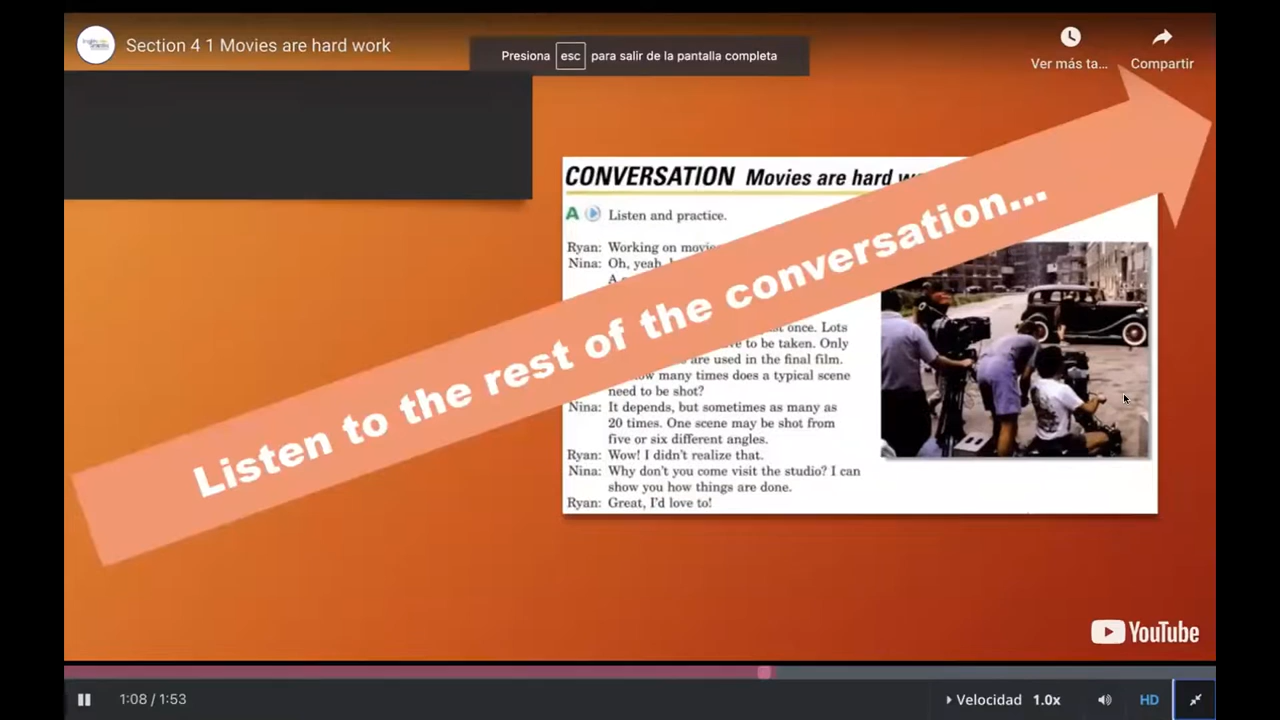 Section 4 1 Movies are hard work
Presiona esc para salir de la pantalla completa
Ver más ta...
Compartir
CONVERSATION Movies are hard
A Listen and practice.
Ryan: Working on
Nina: Oh, yeah.
once. Lots
to be taken. Only
are used in the final film.
many times does a typical scene
need to be shot?
Nina: It depends, but sometimes as many as
20 times. One scene may be shot from
five or six different angles.
Ryan: Wow! I didn't realize that.
Nina: Why don't you come visit the studio? I can
show you how things are done.
Ryan: Great, I'd love to!
Listen to the rest of the conversation...
YouTube
1:08 / 1:53
Velocidad 1.0x
HD